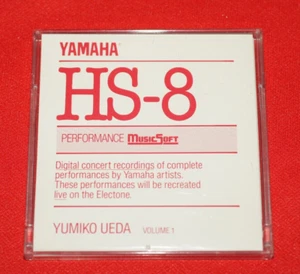 YAMAHA
HS-8
PERFORMANCE MusicSoft
Digital concert recordings of complete
performances by Yamaha artists.
These performances will be recreated
live on the Electone.
YUMIKO UEDA VOLUME 1